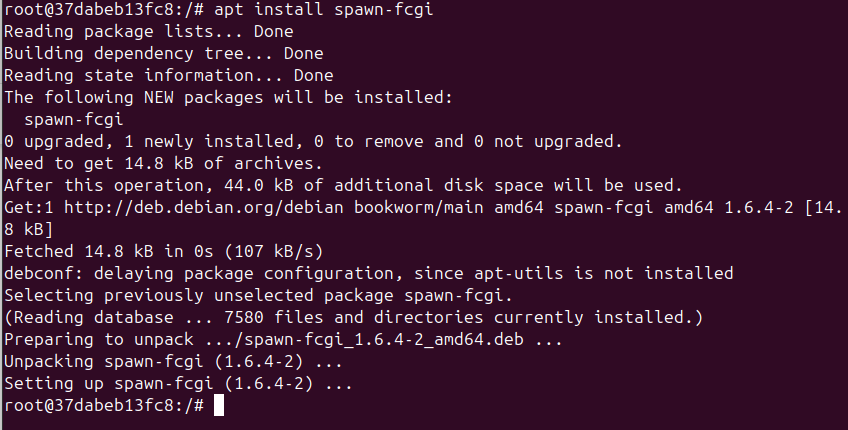 root@37dabeb13fc8:/# apt install spawn-fcgi
Reading package lists... Done
Building dependency tree... Done
Reading state information... Done
The following NEW packages will be installed:
  spawn-fcgi
0 upgraded, 1 newly installed, 0 to remove and 0 not upgraded.
Need to get 14.8 kB of archives.
After this operation, 44.0 kB of additional disk space will be used.
Get:1 http://deb.debian.org/debian bookworm/main amd64 spawn-fcgi amd64 1.6.4-2 [14.
8 kB]
Fetched 14.8 kB in 0s (107 kB/s)
debconf: delaying package configuration, since apt-utils is not installed
Selecting previously unselected package spawn-fcgi.
(Reading database ... 7580 files and directories currently installed.)
Preparing to unpack .../spawn-fcgi_1.6.4-2_amd64.deb ...
Unpacking spawn-fcgi (1.6.4-2) ...
Setting up spawn-fcgi (1.6.4-2) ...
root@37dabeb13fc8:/#